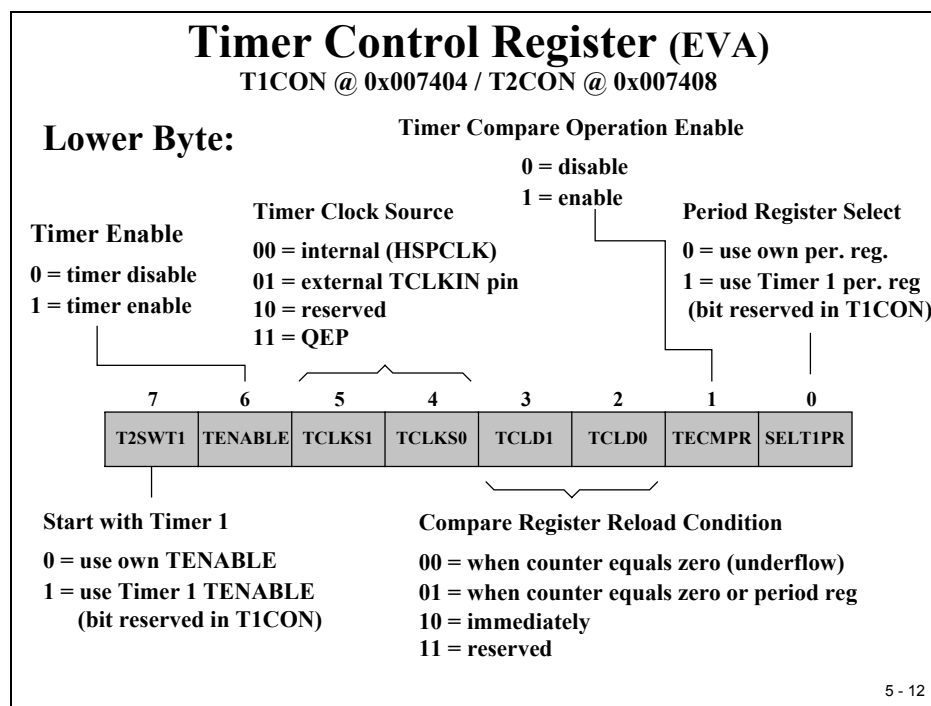 Timer Control Register (EVA)
T1CON @ 0x007404 / T2CON @ 0x007408
Lower Byte:
Timer Compare Operation Enable
0 = disable
1 = enable
Timer Clock Source
00 = internal (HSPCLK)
01 = external TCLKIN pin
10 = reserved
11 = QEP
Period Register Select
0 = use own per. reg.
1 = use Timer 1 per. reg
(bit reserved in T1CON)
Timer Enable
0 = timer disable
1 = timer enable
7 6 5 4 3 2 1 0
T2SWT1 TENABLE TCLKS1 TCLKS0 TCLD1 TCLD0 TECMPR SELT1PR
Start with Timer 1
0 = use own TENABLE
1 = use Timer 1 TENABLE
(bit reserved in T1CON)
Compare Register Reload Condition
00 = when counter equals zero (underflow)
01 = when counter equals zero or period reg
10 = immediately
11 = reserved
5 - 12